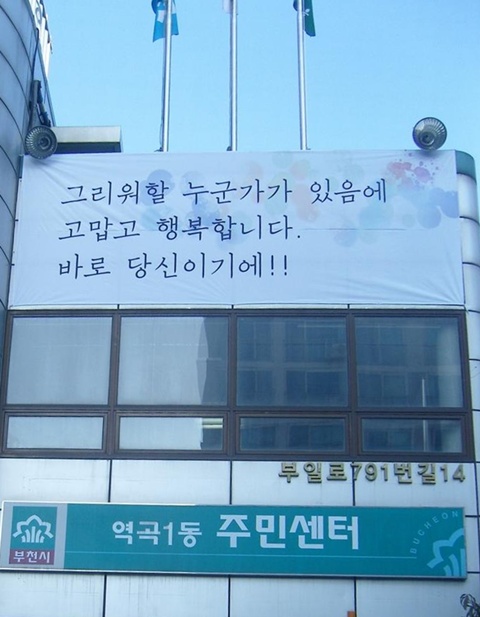 그리워할 누군가가 있음에
고맙고 행복합니다.
바로 당신이기에!!
부일로791번길14
역곡1동 주민센터
부천시
BUCHEON